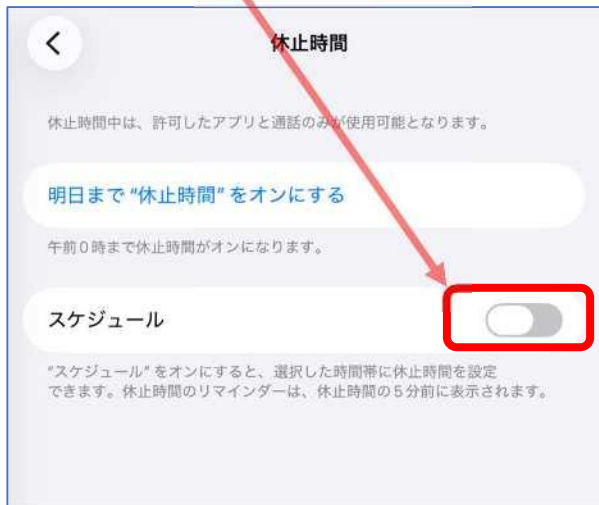 休止時間
休止時間中は、許可したアプリと通話のみが使用可能となります。
明日まで“休止時間”をオンにする
午前0時まで休止時間がオンになります。
スケジュール
“スケジュール”をオンにすると、選択した時間帯に休止時間を設定
できます。休止時間のリマインダーは、休止時間の5分前に表示されます。